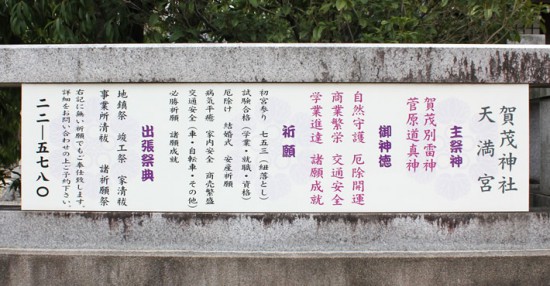 賀茂神社
天満宮
主祭神
賀茂別雷神
菅原道真神
御神徳
自然守護　厄除開運
商業繁栄　交通安全
学業進達　諸願成就
祈願
初宮参り　七五三（紐落とし）
試験合格（学業・就職・資格）
厄除け　結婚式　安産祈願
病気平癒　家内安全　商売繁盛
交通安全（車・自転車・その他）
必勝祈願　諸願成就
出張祭典
地鎮祭　竣工祭　家清祓
事業所清祓　諸祈願祭
右記に無い祈願でもご奉仕致します。
詳細をお問い合わせの上ご予約下さい。
二二―五七八〇